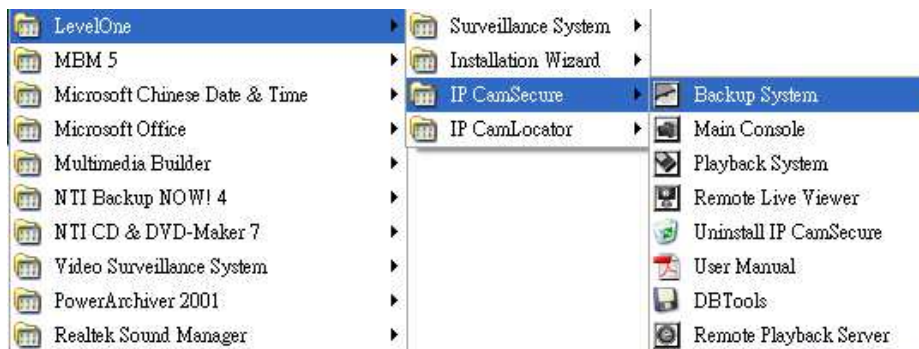 LevelOne
MBM 5
Microsoft Chinese Date & Time
Microsoft Office
Multimedia Builder
NTI Backup NOW! 4
NTI CD & DVD-Maker 7
Video Surveillance System
PowerArchiver 2001
Realtek Sound Manager
Surveillance System
Installation Wizard
IP CamSecure
IP CamLocator
Backup System
Main Console
Playback System
Remote Live Viewer
Uninstall IP CamSecure
User Manual
DBTools
Remote Playback Server